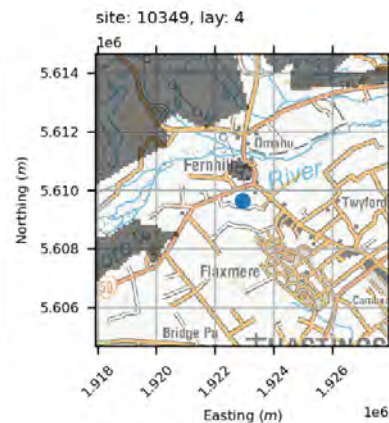 site: 10349, lay: 4
1e6
5.614
5.612
5.610
5.608
5.606
Northing (m)
Omahu
Fernhill
River
Twyford
Flaxmere
50
Bridge Pa
HASTINGS
1.918
1.920
1.922
1.924
1.926
1e6
Easting (m)